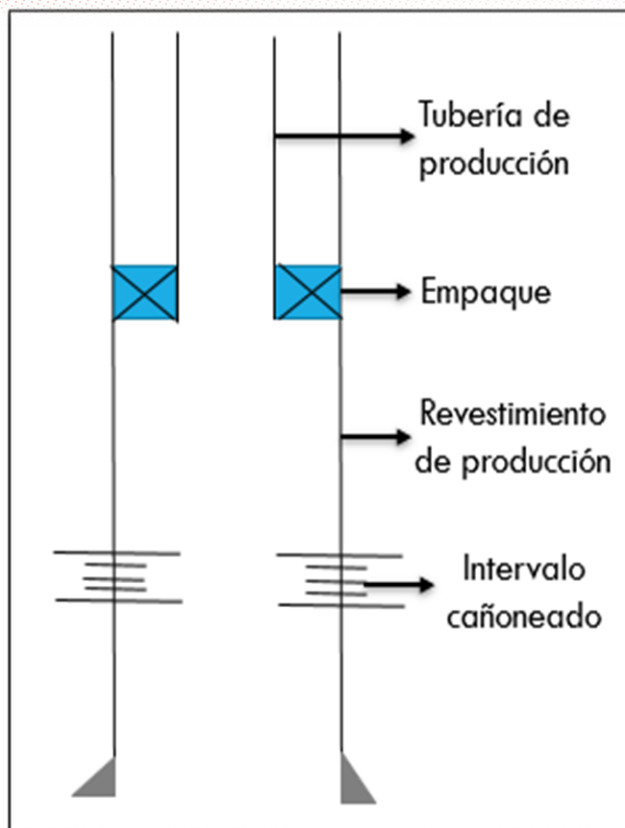 Tubería de
producción
Empaque
Revestimiento
de producción
Intervalo
cañoneado